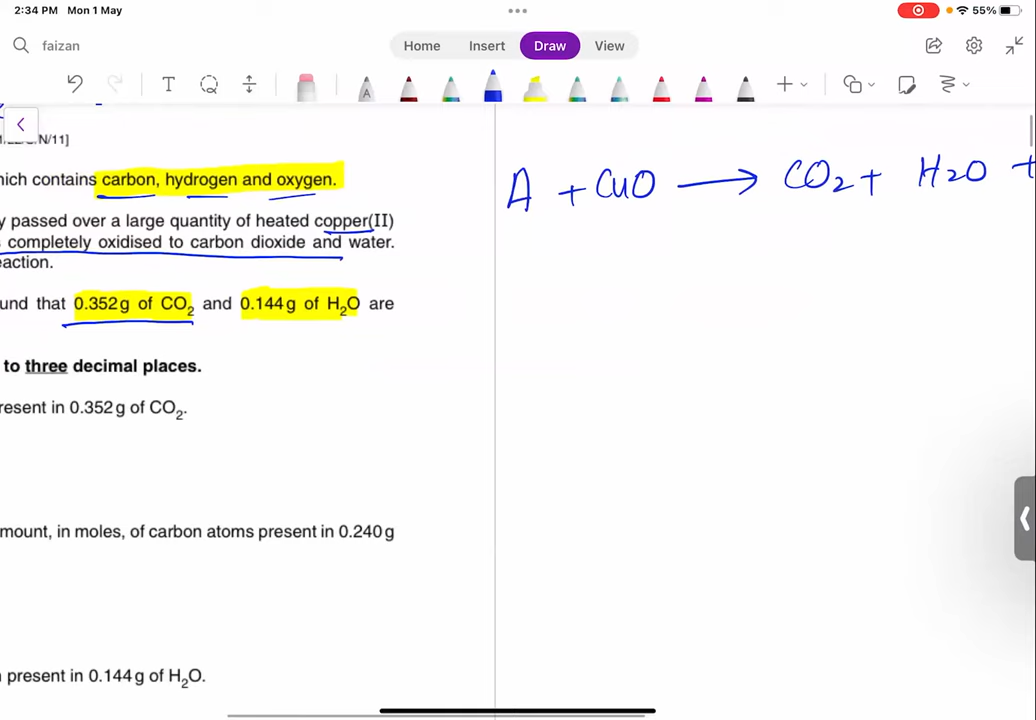 2:34 PM Mon 1 May
55%
faizan
Home Insert Draw View
T
A
N/11]
hich contains carbon, hydrogen and oxygen.
y passed over a large quantity of heated copper(II)
s completely oxidised to carbon dioxide and water.
eaction.
und that 0.352 g of CO₂ and 0.144 g of H₂O are
to three decimal places.
resent in 0.352 g of CO₂.
mount, in moles, of carbon atoms present in 0.240 g
present in 0.144 g of H₂O.
A + CuO → CO₂ + H₂O +